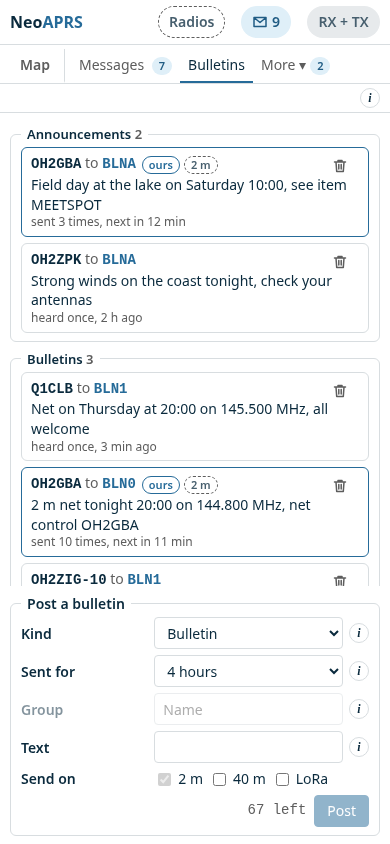 NeoAPRS Radios 9 RX + TX
Map Messages 7 Bulletins More ▾ 2
i
Announcements 2
OH2GBA to BLNA ours 2 m
Field day at the lake on Saturday 10:00, see item
MEETSPOT
sent 3 times, next in 12 min
OH2ZPK to BLNA
Strong winds on the coast tonight, check your
antennas
heard once, 2 h ago
Bulletins 3
Q1CLB to BLN1
Net on Thursday at 20:00 on 145.500 MHz, all
welcome
heard once, 3 min ago
OH2GBA to BLN0 ours 2 m
2 m net tonight 20:00 on 144.800 MHz, net
control OH2GBA
sent 10 times, next in 11 min
OH2ZIG-10 to BLN1
Post a bulletin
Kind Bulletin i
Sent for 4 hours i
Group Name i
Text i
Send on 2 m 40 m LoRa
67 left Post